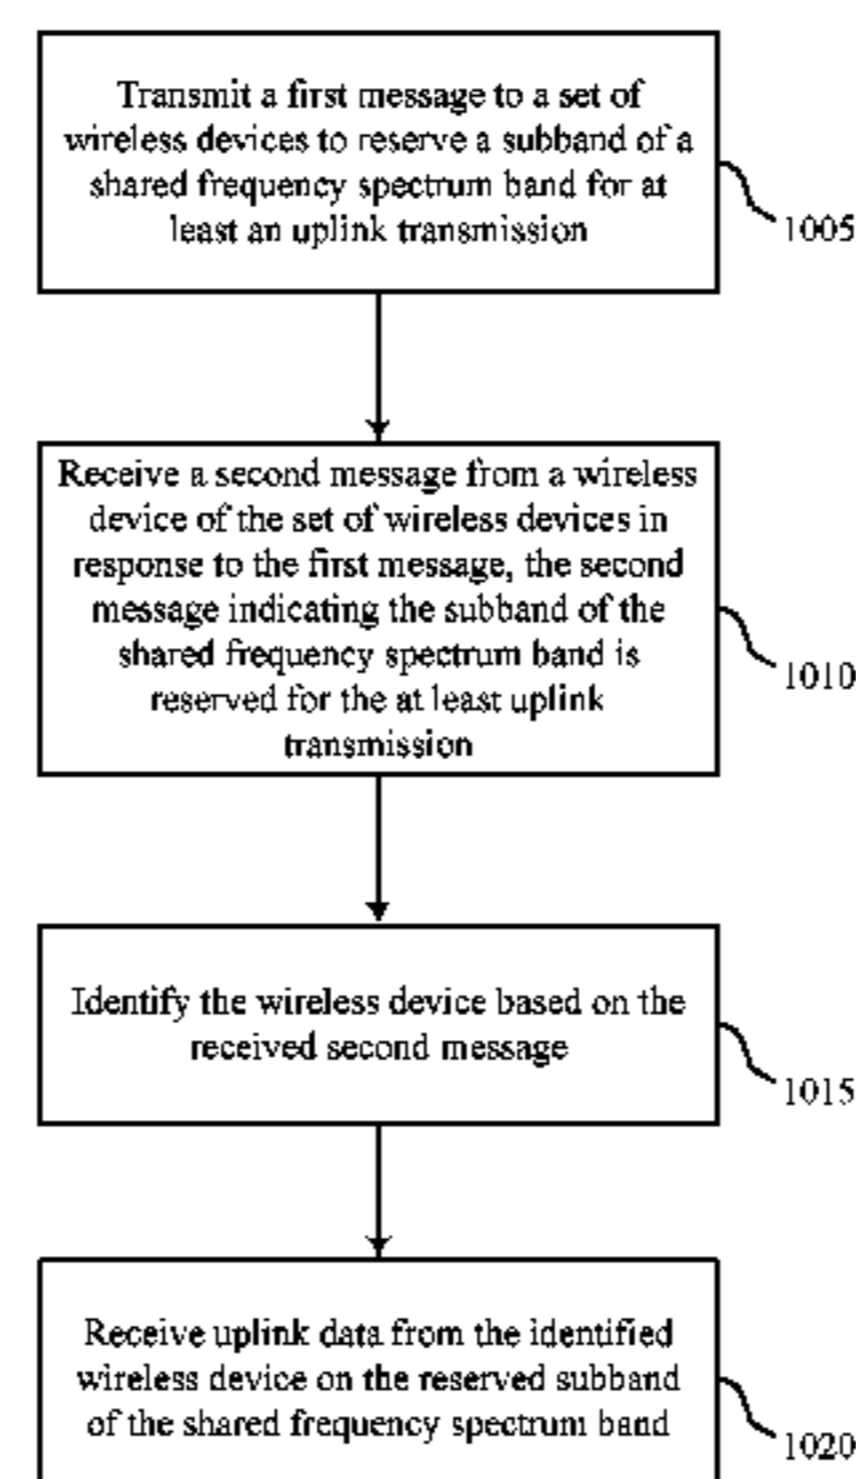 Transmit a first message to a set of
wireless devices to reserve a subband of a
shared frequency spectrum band for at
least an uplink transmission
1005
Receive a second message from a wireless
device of the set of wireless devices in
response to the first message, the second
message indicating the subband of the
shared frequency spectrum band is
reserved for the at least uplink
transmission
1010
Identify the wireless device based on the
received second message
1015
Receive uplink data from the identified
wireless device on the reserved subband
of the shared frequency spectrum band
1020